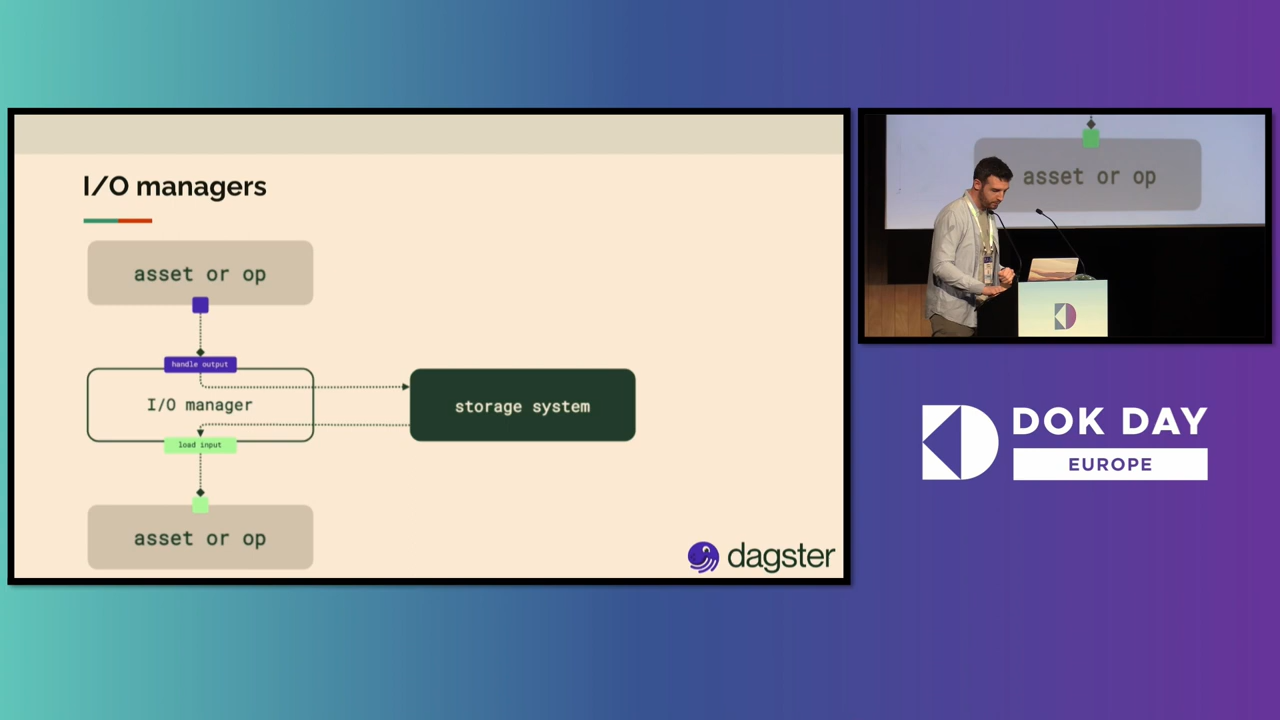 I/O managers
asset or op
handle output
I/O manager
load input
storage system
asset or op
dagster
asset or op
DOK DAY
EUROPE